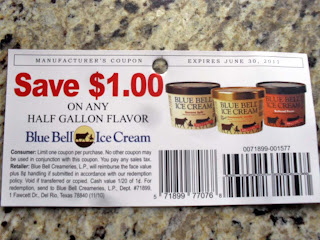 MANUFACTURER'S COUPON EXPIRES JUNE 30, 2011
Save $1.00
ON ANY
HALF GALLON FLAVOR
Blue Bell Ice Cream
BLUE BELL ICE CREAM
BLUE BELL ICE CREAM
BLUE BELL ICE CREAM
Consumer: Limit one coupon per purchase. No other coupon may
be used in conjunction with this coupon. You pay any sales tax.
Retailer: Blue Bell Creameries, L.P., will reimburse the face value
plus 8¢ handling if submitted in accordance with our redemption
policy. Void if transferred or copied. Cash value 1/20 of 1¢. For
redemption, send to Blue Bell Creameries, L.P., Dept. #71899,
1 Fawcett Dr., Del Rio, Texas 78840 (11/10)
0071899-001577
5 71899 77076